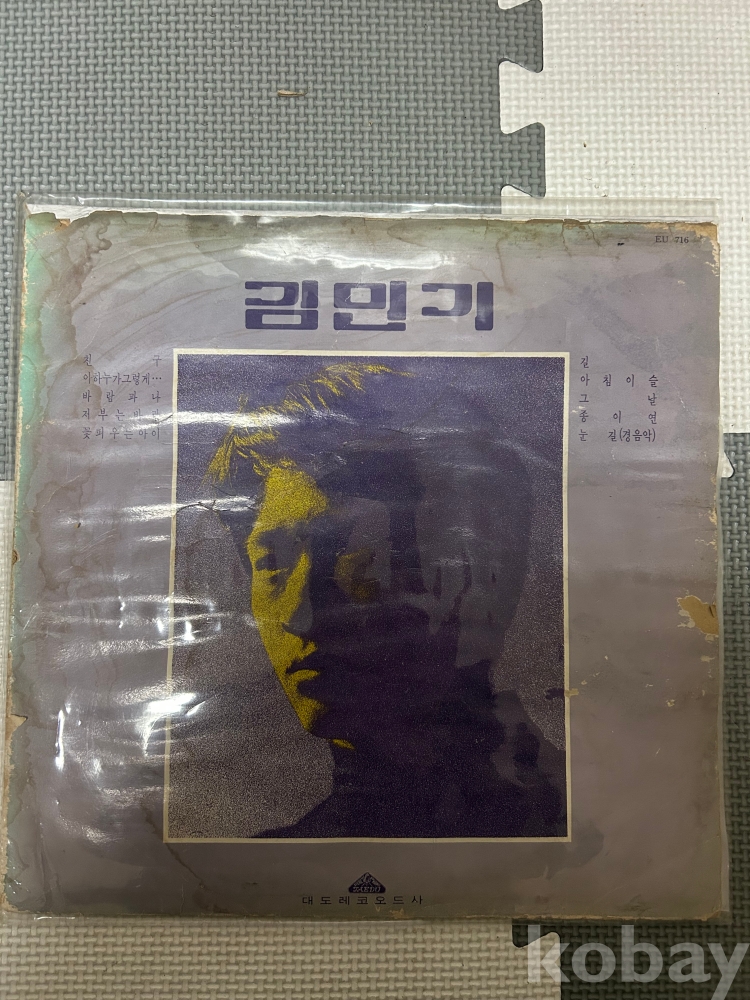 EU 716
김민기
친구
아하누가그렇게…
바람과나
저부는바람
꽃피우는아이
길
아침이슬
그날
종이연
눈길(경음악)
대도레코오드사
kobay